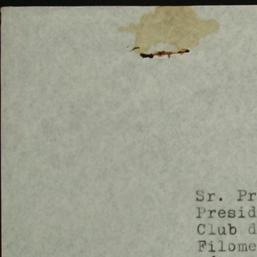 Sr. Pr
Presid
Club d
Filome